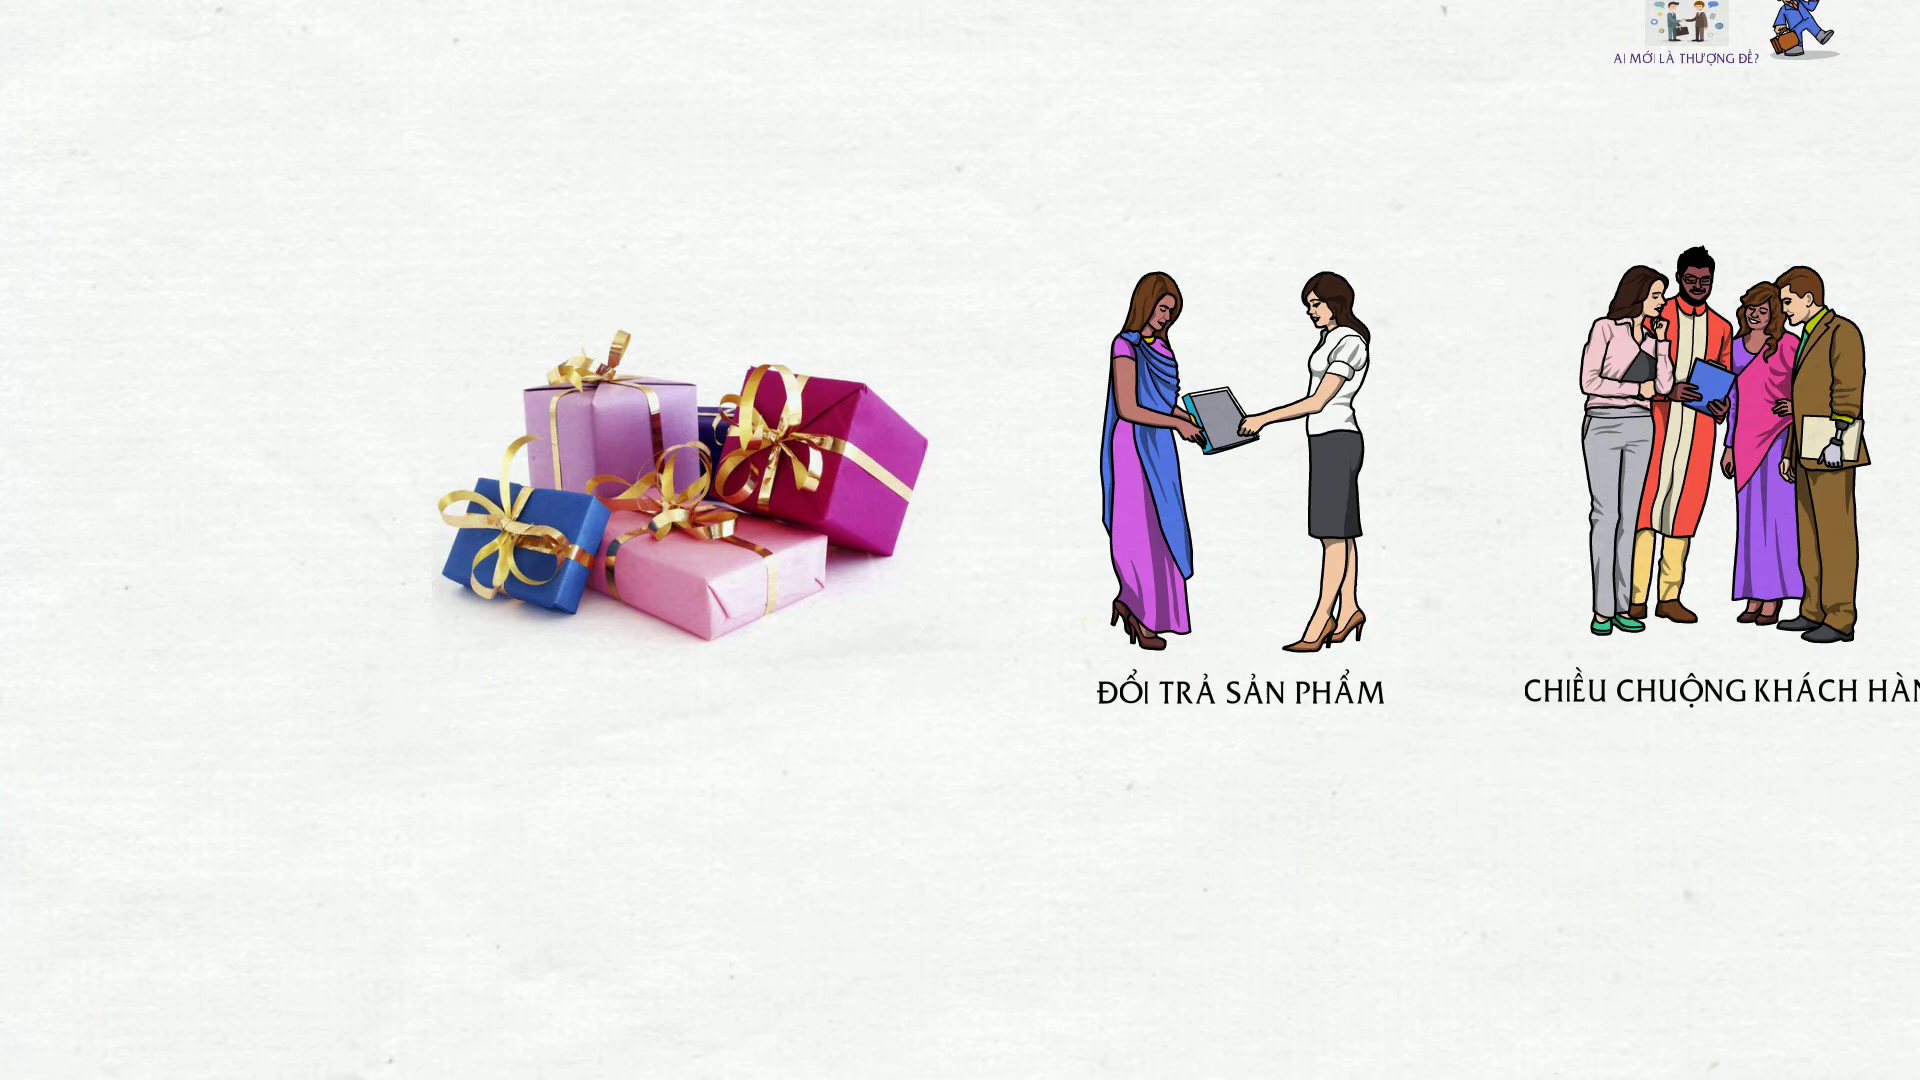 AI MỚI LÀ THƯỢNG ĐẾ?
ĐỔI TRẢ SẢN PHẨM
CHIỀU CHUỘNG KHÁCH HÀN